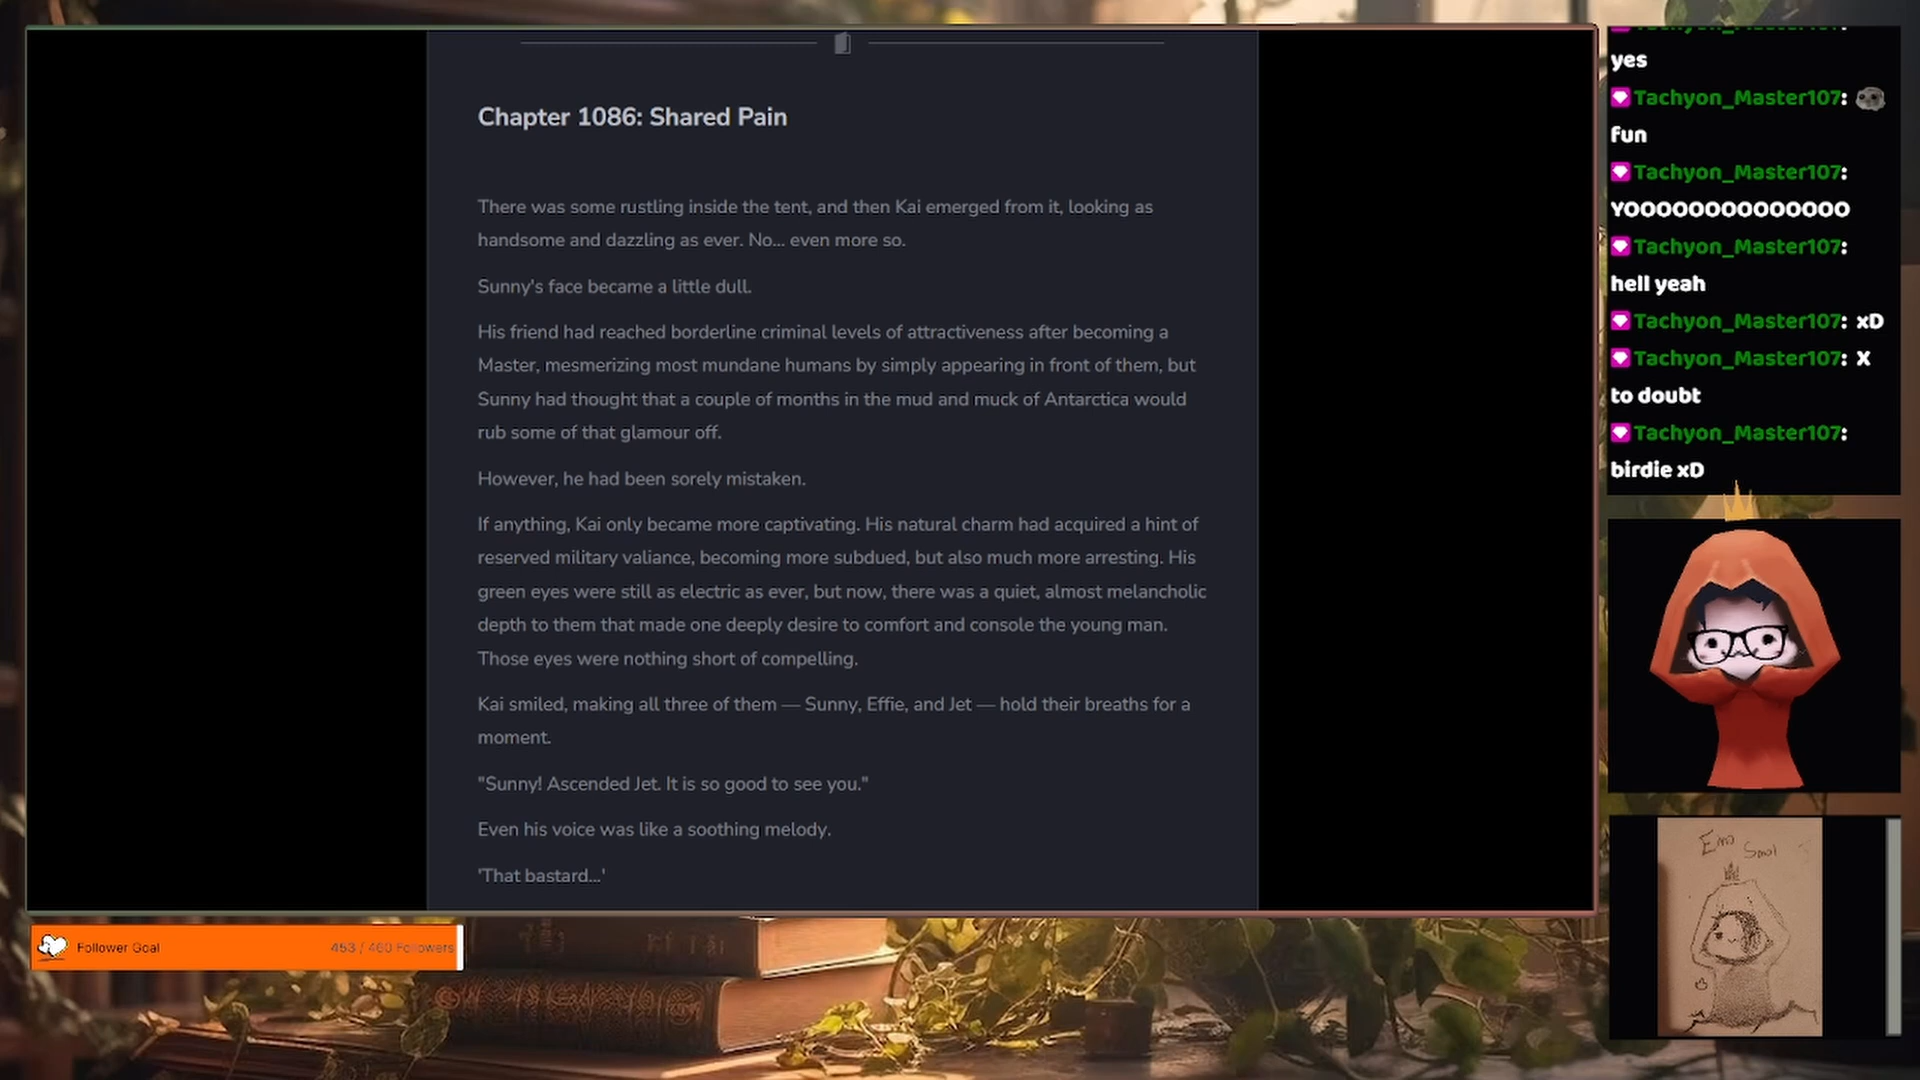 Chapter 1086: Shared Pain
There was some rustling inside the tent, and then Kai emerged from it, looking as
handsome and dazzling as ever. No... even more so.
Sunny's face became a little dull.
His friend had reached borderline criminal levels of attractiveness after becoming a
Master, mesmerizing most mundane humans by simply appearing in front of them, but
Sunny had thought that a couple of months in the mud and muck of Antarctica would
rub some of that glamour off.
However, he had been sorely mistaken.
If anything, Kai only became more captivating. His natural charm had acquired a hint of
reserved military valiance, becoming more subdued, but also much more arresting. His
green eyes were still as electric as ever, but now, there was a quiet, almost melancholic
depth to them that made one deeply desire to comfort and console the young man.
Those eyes were nothing short of compelling.
Kai smiled, making all three of them — Sunny, Effie, and Jet — hold their breaths for a
moment.
"Sunny! Ascended Jet. It is so good to see you."
Even his voice was like a soothing melody.
'That bastard...'
yes
Tachyon_Master107:
fun
Tachyon_Master107:
YOOOOOOOOOOOOOO
Tachyon_Master107:
hell yeah
Tachyon_Master107: xD
Tachyon_Master107: X
to doubt
Tachyon_Master107:
birdie xD
Emo Smol
Follower Goal 453 / 460 Followers